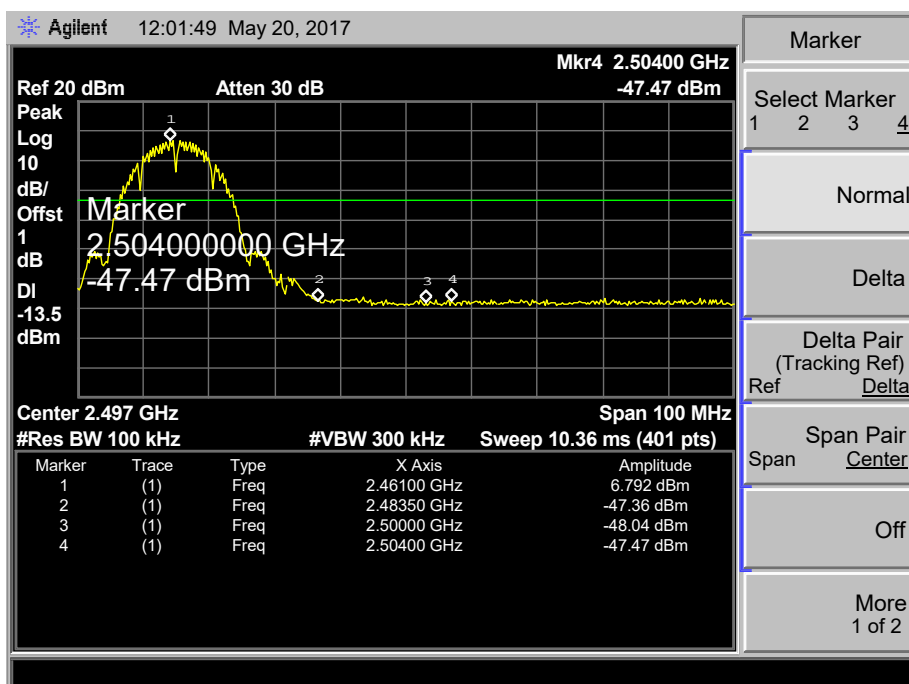 Agilent 12:01:49 May 20, 2017
Mkr4 2.50400 GHz
Ref 20 dBm Atten 30 dB -47.47 dBm
Peak
Log
10
dB/
Offst
1
dB
DI
-13.5
dBm
1
2
3
4
Marker
2.504000000 GHz
-47.47 dBm
Center 2.497 GHz Span 100 MHz
#Res BW 100 kHz #VBW 300 kHz Sweep 10.36 ms (401 pts)
Marker Trace Type X Axis Amplitude
1 (1) Freq 2.46100 GHz 6.792 dBm
2 (1) Freq 2.48350 GHz -47.36 dBm
3 (1) Freq 2.50000 GHz -48.04 dBm
4 (1) Freq 2.50400 GHz -47.47 dBm
Marker
Select Marker
1 2 3 4
Normal
Delta
Delta Pair
(Tracking Ref)
Ref Delta
Span Pair
Span Center
Off
More
1 of 2